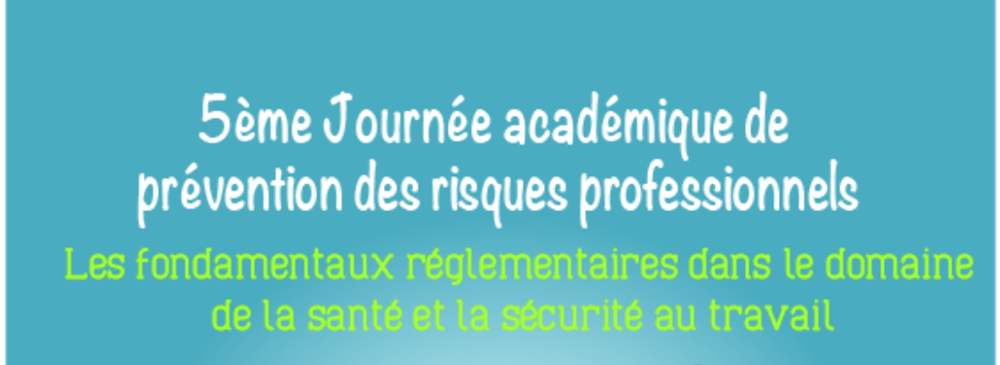 5ème Journée académique de
prévention des risques professionnels
Les fondamentaux réglementaires dans le domaine
de la santé et la sécurité au travail